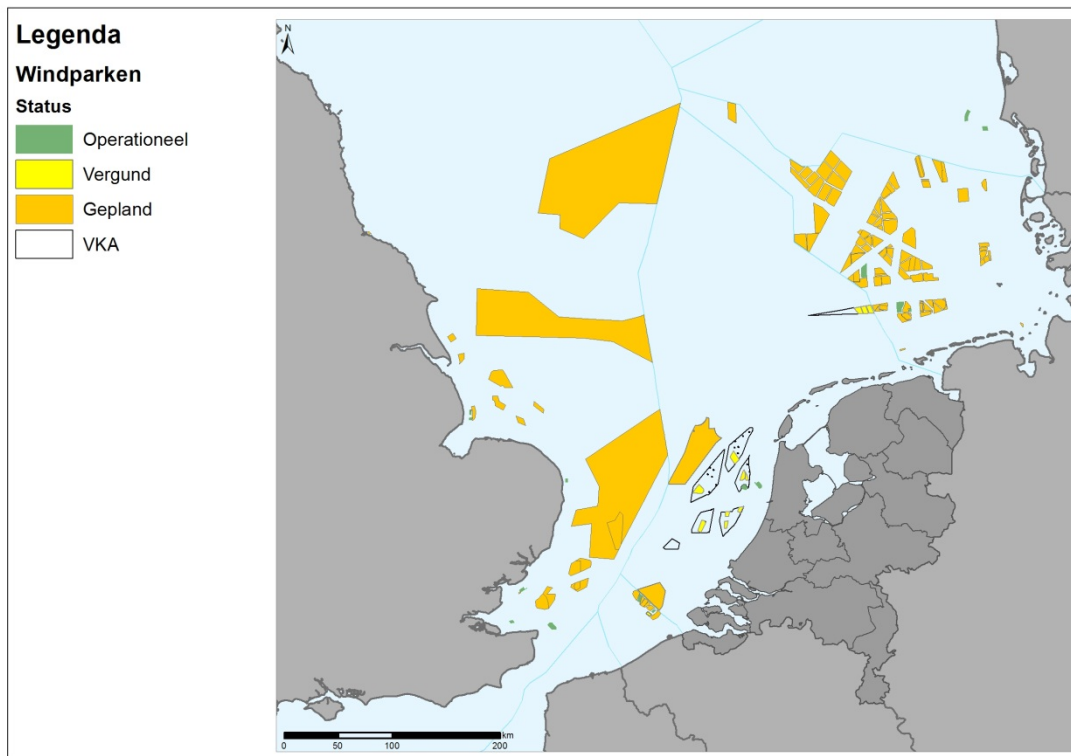 Legenda
Windparken
Status
Operationeel
Vergund
Gepland
VKA
N
km
0 50 100 200